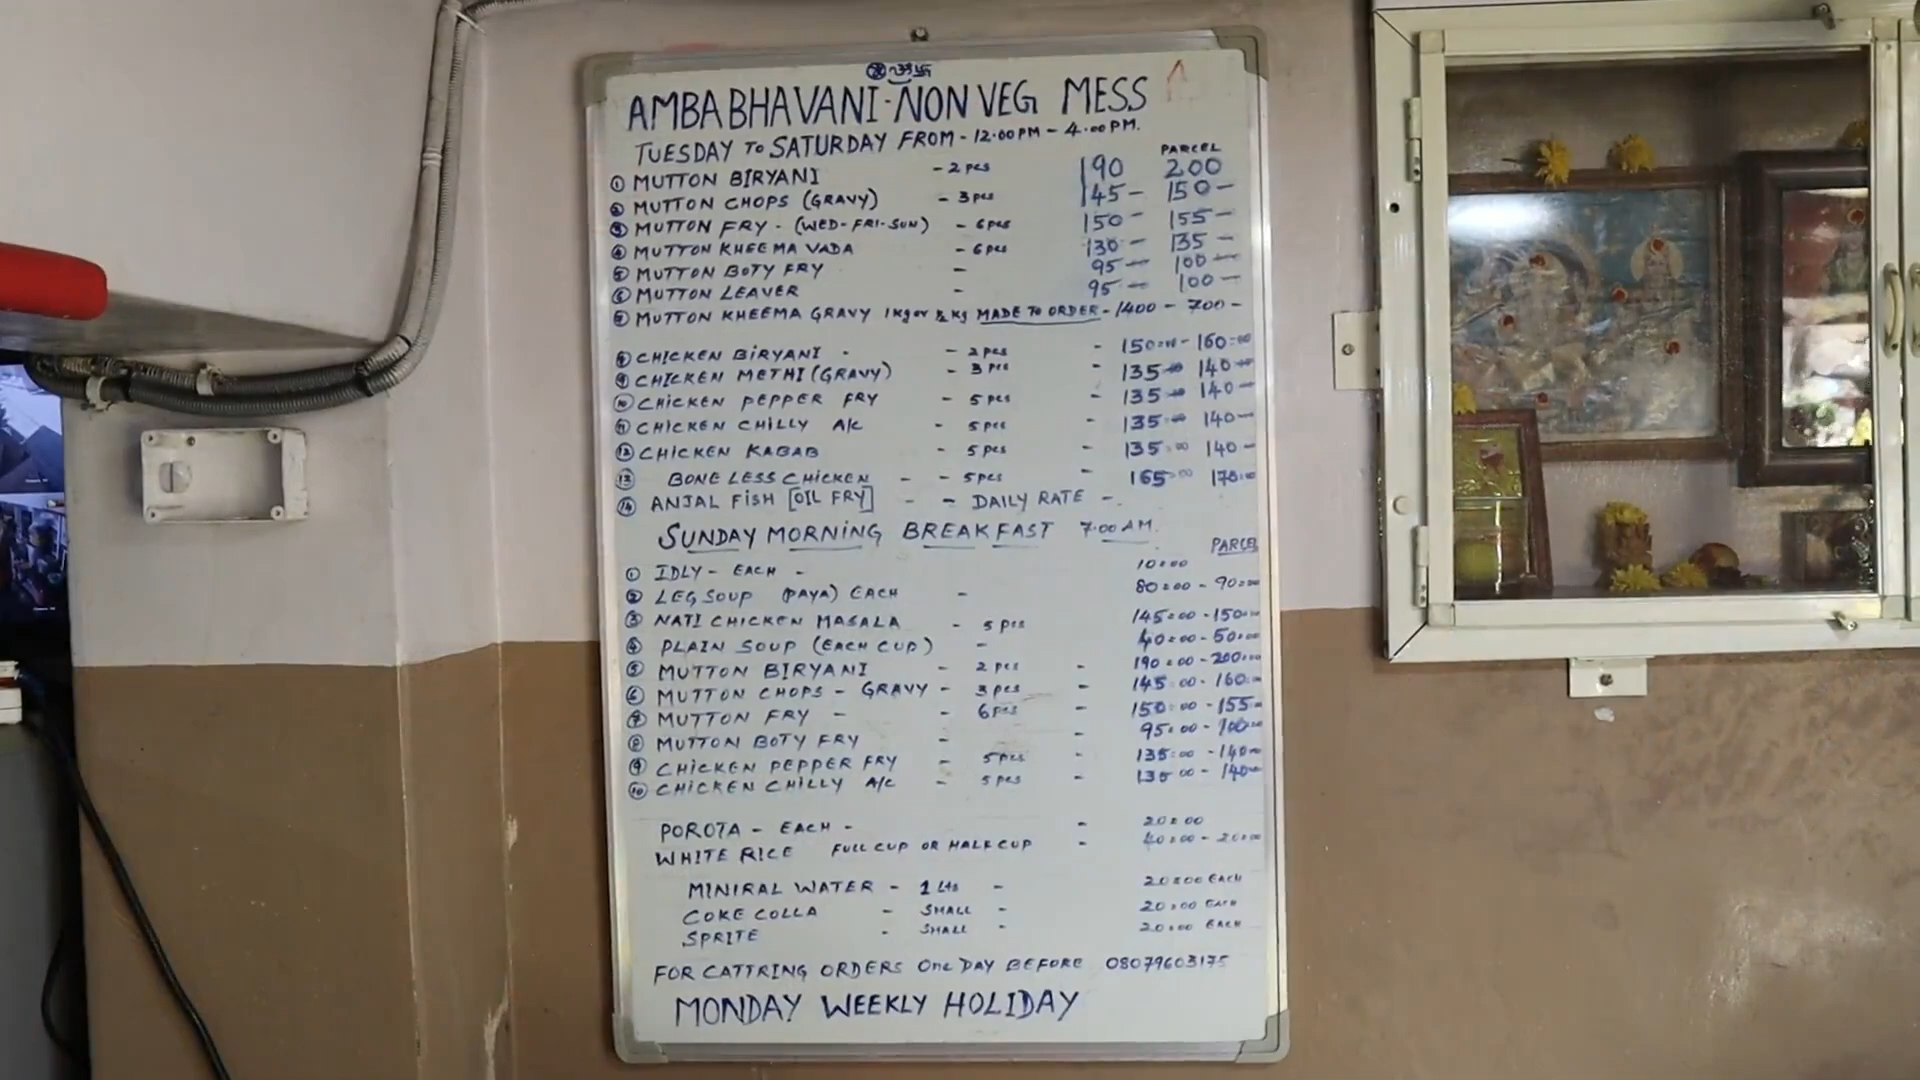 AMBA BHAVANI-NON VEG MESS
TUESDAY TO SATURDAY FROM - 12.00PM - 4.00PM.
PARCEL
① MUTTON BIRYANI - 2 pcs 190 200
② MUTTON CHOPS (GRAVY) - 3 pcs 145 - 150 -
③ MUTTON FRY - (WED-FRI-SUN) - 6 pcs 150 - 155 -
④ MUTTON KHEEMA VADA - 6 pcs 130 - 135 -
⑤ MUTTON BOTY FRY - 95 - 100 -
⑥ MUTTON LEAVER - 95 - 100 -
⑦ MUTTON KHEEMA GRAVY 1 kg or ½ kg MADE TO ORDER - 1400 - 700 -
⑧ CHICKEN BIRYANI - - 2 pcs - 150=00 - 160=00
⑨ CHICKEN METHI (GRAVY) - 3 pcs - 135=00 140=00
⑩ CHICKEN PEPPER FRY - 5 pcs - 135=00 140 -
⑪ CHICKEN CHILLY A/C - 5 pcs - 135=00 140 -
⑫ CHICKEN KABAB - 5 pcs - 135=00 140 -
⑬ BONE LESS CHICKEN - - 5 pcs - 165=00 170=00
⑭ ANJAL FISH [OIL FRY] - - DAILY RATE -
SUNDAY MORNING BREAKFAST 7.00 AM.
PARCEL
① IDLY - EACH - 10=00
② LEG SOUP (PAYA) EACH - 80=00 - 90=00
③ NATI CHICKEN MASALA - 5 pcs 145=00 - 150=00
④ PLAIN SOUP (EACH CUP) - 40=00 - 50=00
⑤ MUTTON BIRYANI - 2 pcs - 190=00 - 200=00
⑥ MUTTON CHOPS - GRAVY - 3 pcs - 145=00 - 160=
⑦ MUTTON FRY - - 6 pcs - 150=00 - 155=
⑧ MUTTON BOTY FRY - - 95=00 - 100=00
⑨ CHICKEN PEPPER FRY - 5 pcs - 135=00 - 140=
⑩ CHICKEN CHILLY A/C - 5 pcs - 135=00 - 140=
POROTA - EACH - - 20=00
WHITE RICE FULL CUP OR HALF CUP - 40=00 - 20=00
MINIRAL WATER - 1 Ltr - 20=00 EACH
COKE COLLA - SMALL - 20=00 EACH
SPRITE - SMALL - 20=00 EACH
FOR CATTRING ORDERS One DAY BEFORE 08079603175
MONDAY WEEKLY HOLIDAY